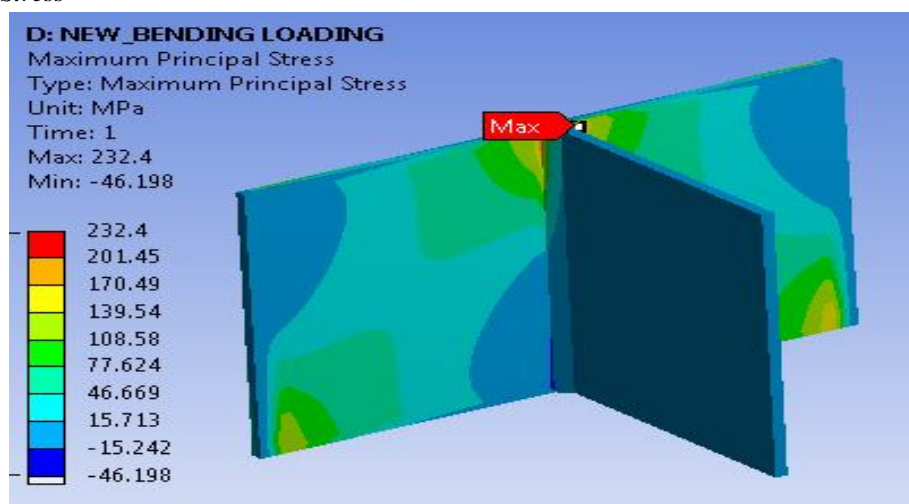 D: NEW_BENDING LOADING
Maximum Principal Stress
Type: Maximum Principal Stress
Unit: MPa
Time: 1
Max: 232.4
Min: -46.198
Max
232.4
201.45
170.49
139.54
108.58
77.624
46.669
15.713
-15.242
-46.198